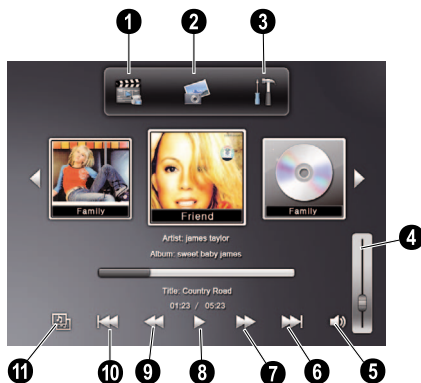 1 2 3
Family
Friend
Family
Artist: james taylor
Album: sweet baby james
4
Title: Country Road
01:23 / 05:23
11 10 9 8 7 6 5